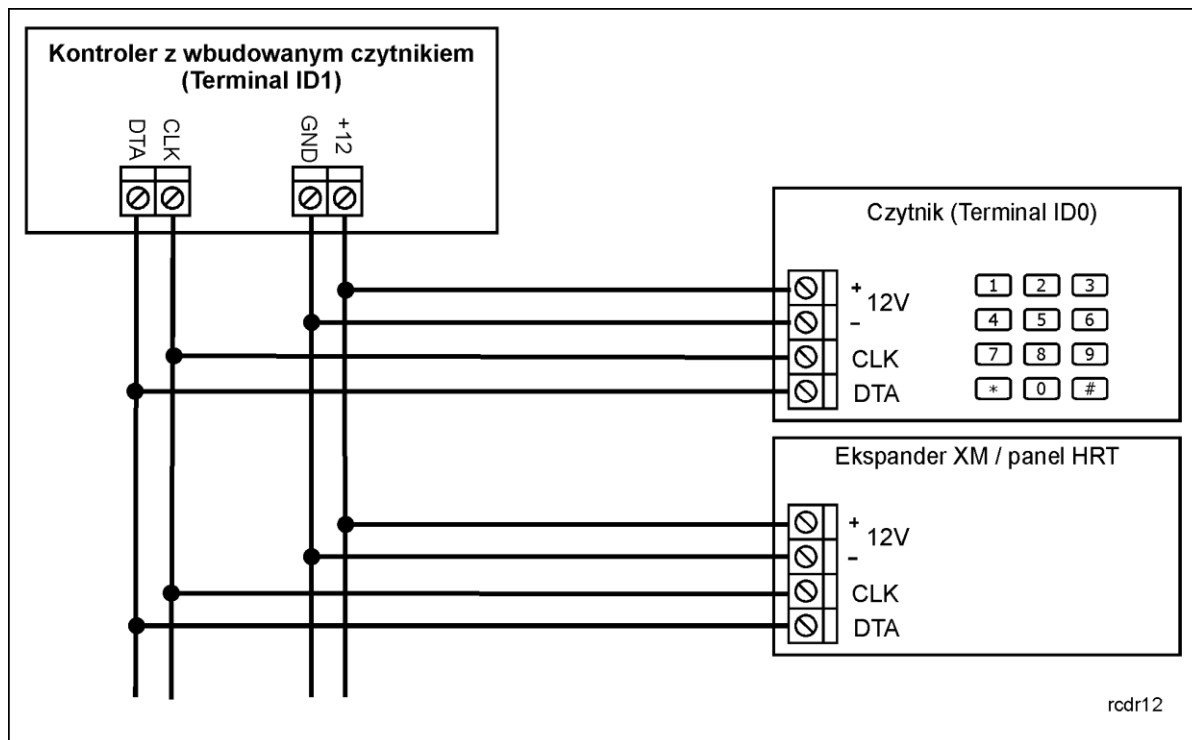 Kontroler z wbudowanym czytnikiem
(Terminal ID1)
DTA
CLK
GND
+12
Czytnik (Terminal ID0)
+
12V
-
CLK
DTA
1 2 3
4 5 6
7 8 9
* 0 #
Ekspander XM / panel HRT
+
12V
-
CLK
DTA
rcdr12